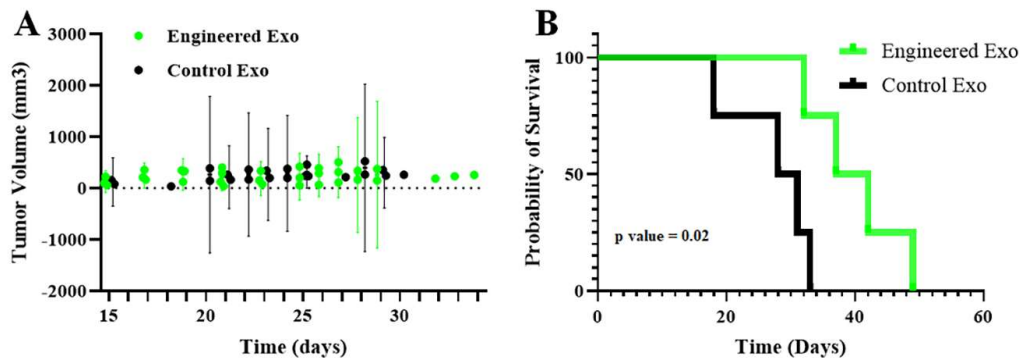 A
3000
2000
1000
0
-1000
-2000
Tumor Volume (mm3)
Engineered Exo
Control Exo
15
20
25
30
Time (days)
B
100
50
0
Probability of Survival
Engineered Exo
Control Exo
p value = 0.02
0
20
40
60
Time (Days)